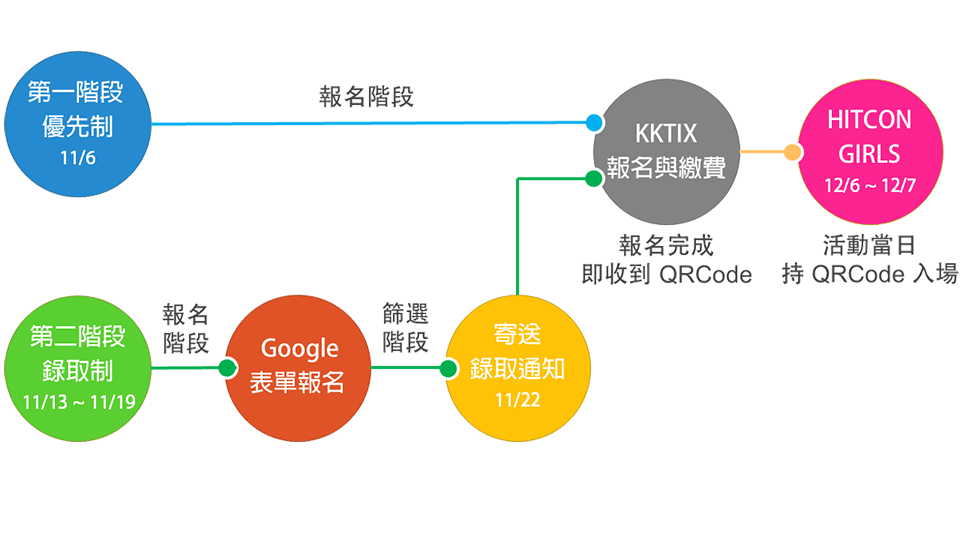 第一階段
優先制
11/6
報名階段
KKTIX
報名與繳費
HITCON
GIRLS
12/6 ~ 12/7
報名完成
即收到 QRCode
活動當日
持 QRCode 入場
第二階段
錄取制
11/13 ~ 11/19
報名
階段
Google
表單報名
篩選
階段
寄送
錄取通知
11/22